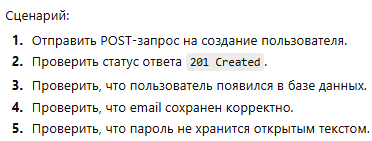 Сценарий:
1. Отправить POST-запрос на создание пользователя.
2. Проверить статус ответа 201 Created.
3. Проверить, что пользователь появился в базе данных.
4. Проверить, что email сохранен корректно.
5. Проверить, что пароль не хранится открытым текстом.